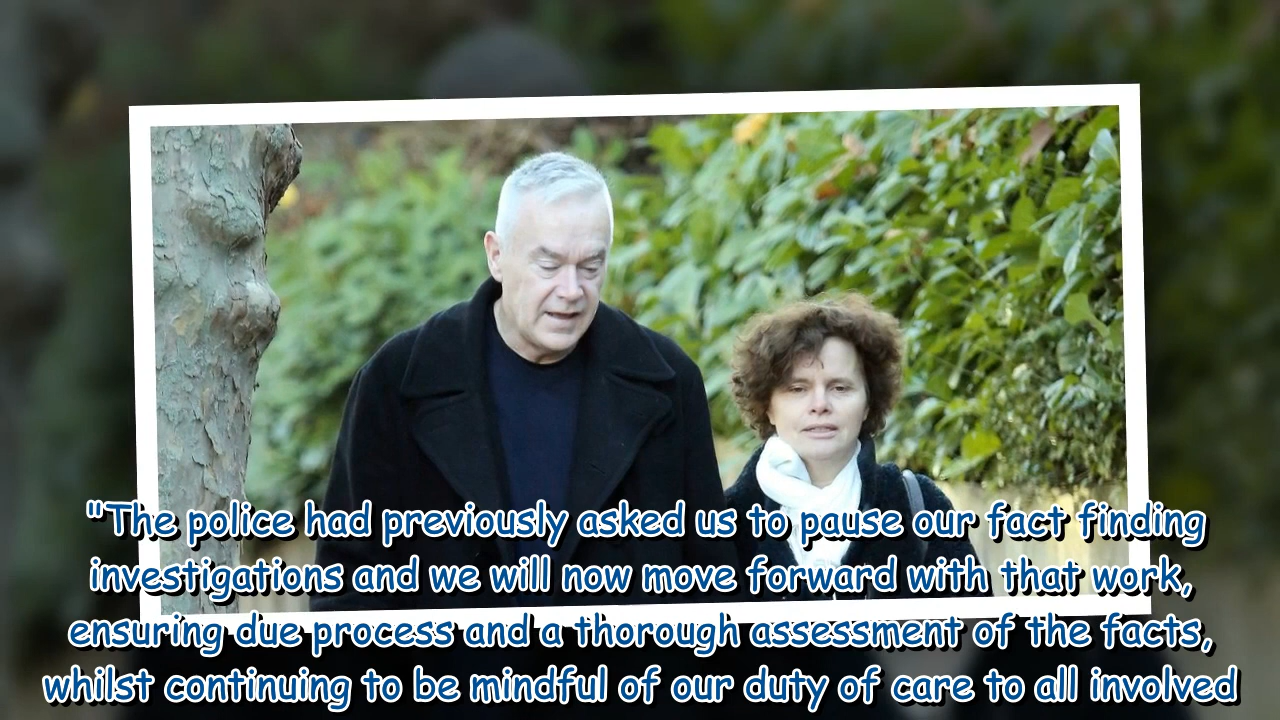 "The police had previously asked us to pause our fact finding
investigations and we will now move forward with that work,
ensuring due process and a thorough assessment of the facts,
whilst continuing to be mindful of our duty of care to all involved